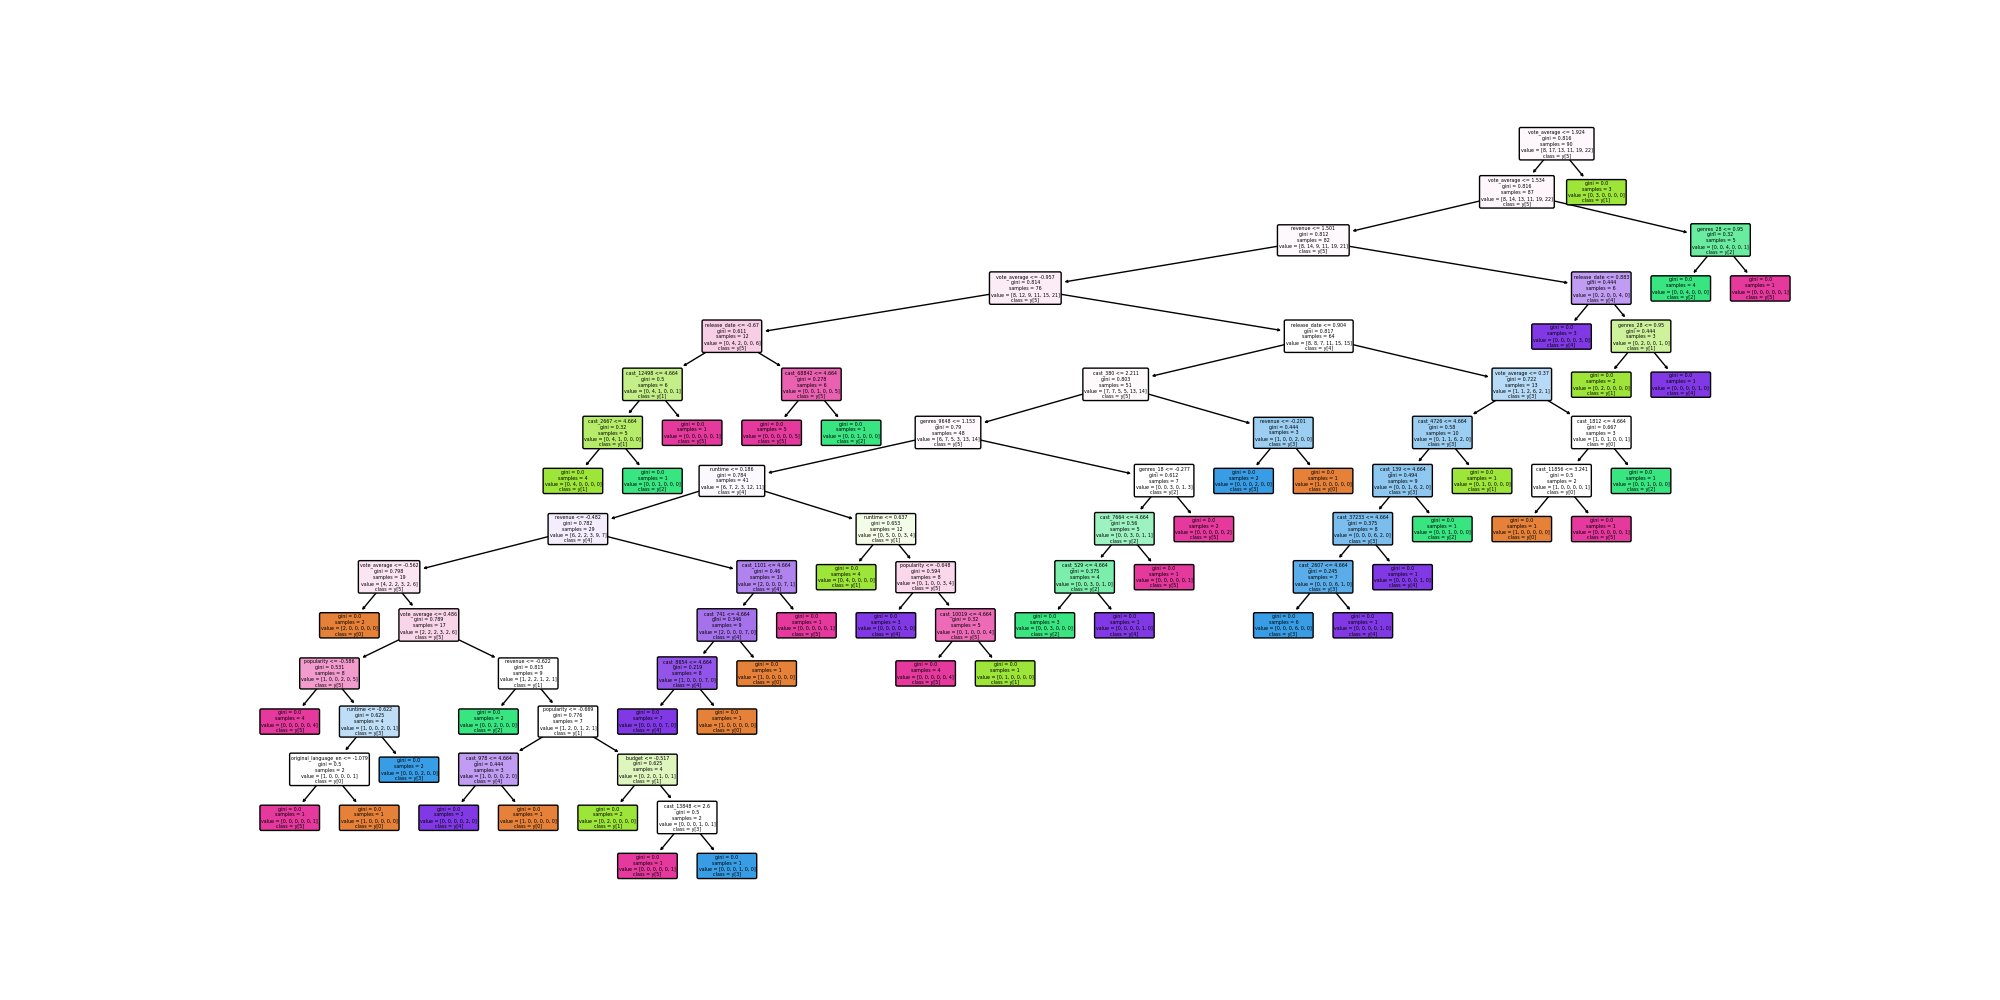 vote_average <= 1.924
gini = 0.816
samples = 90
value = [8, 17, 13, 11, 19, 22]
class = y[5]
vote_average <= 1.534
gini = 0.816
samples = 87
value = [8, 14, 13, 11, 19, 22]
class = y[5]
gini = 0.0
samples = 3
value = [0, 3, 0, 0, 0, 0]
class = y[1]
revenue <= 1.501
gini = 0.812
samples = 82
value = [8, 14, 9, 11, 19, 21]
class = y[5]
genres_28 <= 0.95
gini = 0.32
samples = 5
value = [0, 0, 4, 0, 0, 1]
class = y[2]
vote_average <= -0.957
gini = 0.814
samples = 76
value = [8, 12, 9, 11, 15, 21]
class = y[5]
release_date <= 0.883
gini = 0.444
samples = 6
value = [0, 2, 0, 0, 4, 0]
class = y[4]
gini = 0.0
samples = 4
value = [0, 0, 4, 0, 0, 0]
class = y[2]
gini = 0.0
samples = 1
value = [0, 0, 0, 0, 0, 1]
class = y[5]
release_date <= -0.67
gini = 0.611
samples = 12
value = [0, 4, 2, 0, 0, 6]
class = y[5]
release_date <= 0.904
gini = 0.817
samples = 64
value = [8, 8, 7, 11, 15, 15]
class = y[4]
gini = 0.0
samples = 3
value = [0, 0, 0, 0, 3, 0]
class = y[4]
genres_28 <= 0.95
gini = 0.444
samples = 3
value = [0, 2, 0, 0, 1, 0]
class = y[1]
cast_12498 <= 4.664
gini = 0.5
samples = 6
value = [0, 4, 1, 0, 0, 1]
class = y[1]
cast_68842 <= 4.664
gini = 0.278
samples = 6
value = [0, 0, 1, 0, 0, 5]
class = y[5]
cast_380 <= 2.211
gini = 0.803
samples = 51
value = [7, 7, 5, 5, 13, 14]
class = y[5]
vote_average <= 0.37
gini = 0.722
samples = 13
value = [1, 1, 2, 6, 2, 1]
class = y[3]
gini = 0.0
samples = 2
value = [0, 2, 0, 0, 0, 0]
class = y[1]
gini = 0.0
samples = 1
value = [0, 0, 0, 0, 1, 0]
class = y[4]
cast_2667 <= 4.664
gini = 0.32
samples = 5
value = [0, 4, 1, 0, 0, 0]
class = y[1]
gini = 0.0
samples = 1
value = [0, 0, 0, 0, 0, 1]
class = y[5]
gini = 0.0
samples = 5
value = [0, 0, 0, 0, 0, 5]
class = y[5]
gini = 0.0
samples = 1
value = [0, 0, 1, 0, 0, 0]
class = y[2]
genres_9648 <= 1.153
gini = 0.79
samples = 48
value = [6, 7, 5, 3, 13, 14]
class = y[5]
revenue <= -0.201
gini = 0.444
samples = 3
value = [1, 0, 0, 2, 0, 0]
class = y[3]
cast_4726 <= 4.664
gini = 0.58
samples = 10
value = [0, 1, 1, 6, 2, 0]
class = y[3]
cast_1812 <= 4.664
gini = 0.667
samples = 3
value = [1, 0, 1, 0, 0, 1]
class = y[0]
gini = 0.0
samples = 4
value = [0, 4, 0, 0, 0, 0]
class = y[1]
gini = 0.0
samples = 1
value = [0, 0, 1, 0, 0, 0]
class = y[2]
runtime <= 0.186
gini = 0.784
samples = 41
value = [6, 7, 2, 3, 12, 11]
class = y[4]
genres_18 <= -0.277
gini = 0.612
samples = 7
value = [0, 0, 3, 0, 1, 3]
class = y[2]
gini = 0.0
samples = 2
value = [0, 0, 0, 2, 0, 0]
class = y[3]
gini = 0.0
samples = 1
value = [1, 0, 0, 0, 0, 0]
class = y[0]
cast_139 <= 4.664
gini = 0.494
samples = 9
value = [0, 0, 1, 6, 2, 0]
class = y[3]
gini = 0.0
samples = 1
value = [0, 1, 0, 0, 0, 0]
class = y[1]
cast_11856 <= 3.241
gini = 0.5
samples = 2
value = [1, 0, 0, 0, 0, 1]
class = y[0]
gini = 0.0
samples = 1
value = [0, 0, 1, 0, 0, 0]
class = y[2]
revenue <= -0.482
gini = 0.782
samples = 29
value = [6, 2, 2, 3, 9, 7]
class = y[4]
runtime <= 0.637
gini = 0.653
samples = 12
value = [0, 5, 0, 0, 3, 4]
class = y[1]
cast_7664 <= 4.664
gini = 0.56
samples = 5
value = [0, 0, 3, 0, 1, 1]
class = y[2]
gini = 0.0
samples = 2
value = [0, 0, 0, 0, 0, 2]
class = y[5]
cast_37233 <= 4.664
gini = 0.375
samples = 8
value = [0, 0, 0, 6, 2, 0]
class = y[3]
gini = 0.0
samples = 1
value = [0, 0, 1, 0, 0, 0]
class = y[2]
gini = 0.0
samples = 1
value = [1, 0, 0, 0, 0, 0]
class = y[0]
gini = 0.0
samples = 1
value = [0, 0, 0, 0, 0, 1]
class = y[5]
vote_average <= -0.562
gini = 0.798
samples = 19
value = [4, 2, 2, 3, 2, 6]
class = y[5]
cast_1101 <= 4.664
gini = 0.46
samples = 10
value = [2, 0, 0, 0, 7, 1]
class = y[4]
gini = 0.0
samples = 4
value = [0, 4, 0, 0, 0, 0]
class = y[1]
popularity <= -0.648
gini = 0.594
samples = 8
value = [0, 1, 0, 0, 3, 4]
class = y[5]
cast_529 <= 4.664
gini = 0.375
samples = 4
value = [0, 0, 3, 0, 1, 0]
class = y[2]
gini = 0.0
samples = 1
value = [0, 0, 0, 0, 0, 1]
class = y[5]
cast_2607 <= 4.664
gini = 0.245
samples = 7
value = [0, 0, 0, 6, 1, 0]
class = y[3]
gini = 0.0
samples = 1
value = [0, 0, 0, 0, 1, 0]
class = y[4]
gini = 0.0
samples = 2
value = [2, 0, 0, 0, 0, 0]
class = y[0]
vote_average <= 0.486
gini = 0.789
samples = 17
value = [2, 2, 2, 3, 2, 6]
class = y[5]
cast_741 <= 4.664
gini = 0.346
samples = 9
value = [2, 0, 0, 0, 7, 0]
class = y[4]
gini = 0.0
samples = 1
value = [0, 0, 0, 0, 0, 1]
class = y[5]
gini = 0.0
samples = 3
value = [0, 0, 0, 0, 3, 0]
class = y[4]
cast_10019 <= 4.664
gini = 0.32
samples = 5
value = [0, 1, 0, 0, 0, 4]
class = y[5]
gini = 0.0
samples = 3
value = [0, 0, 3, 0, 0, 0]
class = y[2]
gini = 0.0
samples = 1
value = [0, 0, 0, 0, 1, 0]
class = y[4]
gini = 0.0
samples = 6
value = [0, 0, 0, 6, 0, 0]
class = y[3]
gini = 0.0
samples = 1
value = [0, 0, 0, 0, 1, 0]
class = y[4]
popularity <= -0.586
gini = 0.531
samples = 8
value = [1, 0, 0, 2, 0, 5]
class = y[5]
revenue <= -0.622
gini = 0.815
samples = 9
value = [1, 2, 2, 1, 2, 1]
class = y[1]
cast_8654 <= 4.664
gini = 0.219
samples = 8
value = [1, 0, 0, 0, 7, 0]
class = y[4]
gini = 0.0
samples = 1
value = [1, 0, 0, 0, 0, 0]
class = y[0]
gini = 0.0
samples = 4
value = [0, 0, 0, 0, 0, 4]
class = y[5]
gini = 0.0
samples = 1
value = [0, 1, 0, 0, 0, 0]
class = y[1]
gini = 0.0
samples = 4
value = [0, 0, 0, 0, 0, 4]
class = y[5]
runtime <= -0.622
gini = 0.625
samples = 4
value = [1, 0, 0, 2, 0, 1]
class = y[3]
gini = 0.0
samples = 2
value = [0, 0, 2, 0, 0, 0]
class = y[2]
popularity <= -0.669
gini = 0.776
samples = 7
value = [1, 2, 0, 1, 2, 1]
class = y[1]
gini = 0.0
samples = 7
value = [0, 0, 0, 0, 7, 0]
class = y[4]
gini = 0.0
samples = 1
value = [1, 0, 0, 0, 0, 0]
class = y[0]
original_language_en <= -1.079
gini = 0.5
samples = 2
value = [1, 0, 0, 0, 0, 1]
class = y[0]
gini = 0.0
samples = 2
value = [0, 0, 0, 2, 0, 0]
class = y[3]
cast_978 <= 4.664
gini = 0.444
samples = 3
value = [1, 0, 0, 0, 2, 0]
class = y[4]
budget <= -0.517
gini = 0.625
samples = 4
value = [0, 2, 0, 1, 0, 1]
class = y[1]
gini = 0.0
samples = 1
value = [0, 0, 0, 0, 0, 1]
class = y[5]
gini = 0.0
samples = 1
value = [1, 0, 0, 0, 0, 0]
class = y[0]
gini = 0.0
samples = 2
value = [0, 0, 0, 0, 2, 0]
class = y[4]
gini = 0.0
samples = 1
value = [1, 0, 0, 0, 0, 0]
class = y[0]
gini = 0.0
samples = 2
value = [0, 2, 0, 0, 0, 0]
class = y[1]
cast_13848 <= 2.6
gini = 0.5
samples = 2
value = [0, 0, 0, 1, 0, 1]
class = y[3]
gini = 0.0
samples = 1
value = [0, 0, 0, 0, 0, 1]
class = y[5]
gini = 0.0
samples = 1
value = [0, 0, 0, 1, 0, 0]
class = y[3]